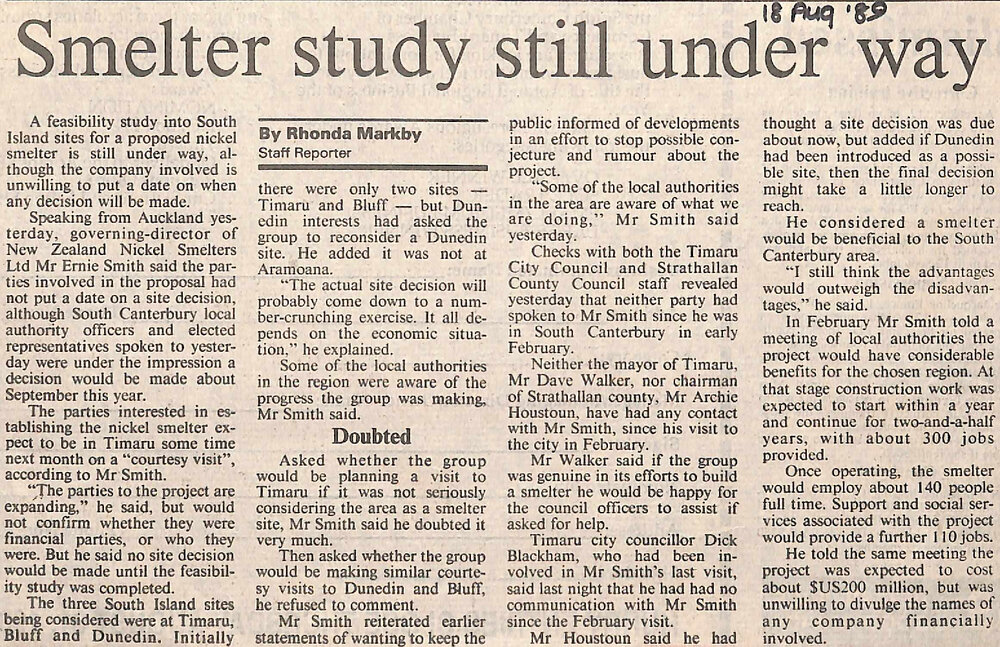 18 Aug '89
Smelter study still under way
A feasibility study into South
Island sites for a proposed nickel
smelter is still under way, al-
though the company involved is
unwilling to put a date on when
any decision will be made.
Speaking from Auckland yes-
terday, governing-director of
New Zealand Nickel Smelters
Ltd Mr Ernie Smith said the par-
ties involved in the proposal had
not put a date on a site decision,
although South Canterbury local
authority officers and elected
representatives spoken to yester-
day were under the impression a
decision would be made about
September this year.
The parties interested in es-
tablishing the nickel smelter ex-
pect to be in Timaru some time
next month on a "courtesy visit",
according to Mr Smith.
"The parties to the project are
expanding," he said, but would
not confirm whether they were
financial parties, or who they
were. But he said no site decision
would be made until the feasibil-
ity study was completed.
The three South Island sites
being considered were at Timaru,
Bluff and Dunedin. Initially
By Rhonda Markby
Staff Reporter
there were only two sites —
Timaru and Bluff — but Dun-
edin interests had asked the
group to reconsider a Dunedin
site. He added it was not at
Aramoana.
"The actual site decision will
probably come down to a num-
ber-crunching exercise. It all de-
pends on the economic situa-
tion," he explained.
Some of the local authorities
in the region were aware of the
progress the group was making,
Mr Smith said.
Doubted
Asked whether the group
would be planning a visit to
Timaru if it was not seriously
considering the area as a smelter
site, Mr Smith said he doubted it
very much.
Then asked whether the group
would be making similar courte-
sy visits to Dunedin and Bluff,
he refused to comment.
Mr Smith reiterated earlier
statements of wanting to keep the
public informed of developments
in an effort to stop possible con-
jecture and rumour about the
project.
"Some of the local authorities
in the area are aware of what we
are doing," Mr Smith said
yesterday.
Checks with both the Timaru
City Council and Strathallan
County Council staff revealed
yesterday that neither party had
spoken to Mr Smith since he was
in South Canterbury in early
February.
Neither the mayor of Timaru,
Mr Dave Walker, nor chairman
of Strathallan county, Mr Archie
Houstoun, have had any contact
with Mr Smith, since his visit to
the city in February.
Mr Walker said if the group
was genuine in its efforts to build
a smelter he would be happy for
the council officers to assist if
asked for help.
Timaru city councillor Dick
Blackham, who had been in-
volved in Mr Smith's last visit,
said last night that he had had no
communication with Mr Smith
since the February visit.
Mr Houstoun said he had
thought a site decision was due
about now, but added if Dunedin
had been introduced as a possi-
ble site, then the final decision
might take a little longer to
reach.
He considered a smelter
would be beneficial to the South
Canterbury area.
"I still think the advantages
would outweigh the disadvan-
tages," he said.
In February Mr Smith told a
meeting of local authorities the
project would have considerable
benefits for the chosen region. At
that stage construction work was
expected to start within a year
and continue for two-and-a-half
years, with about 300 jobs
provided.
Once operating, the smelter
would employ about 140 people
full time. Support and social ser-
vices associated with the project
would provide a further 110 jobs.
He told the same meeting the
project was expected to cost
about $US200 million, but was
unwilling to divulge the names of
any company financially
involved.